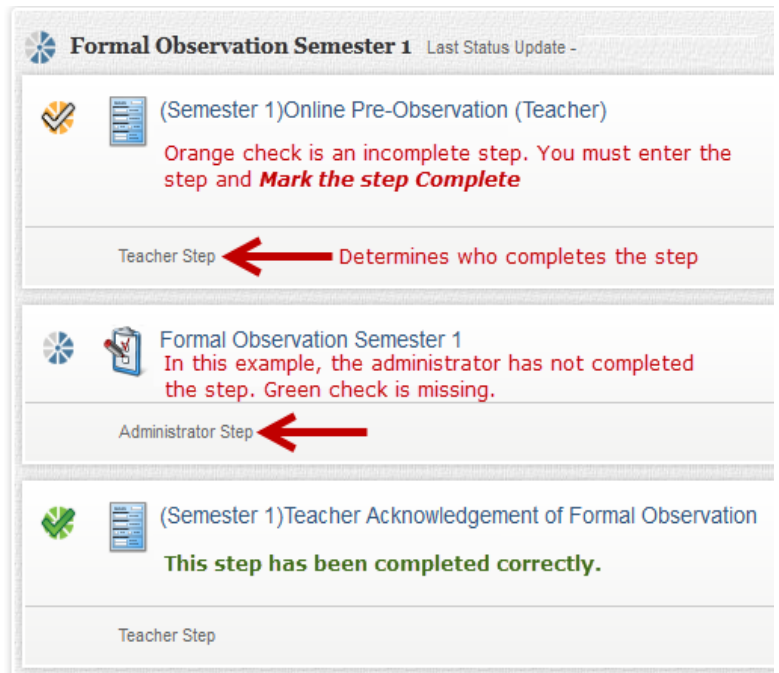 Formal Observation Semester 1 Last Status Update -
(Semester 1)Online Pre-Observation (Teacher)
Orange check is an incomplete step. You must enter the
step and Mark the step Complete
Teacher Step Determines who completes the step
Formal Observation Semester 1
In this example, the administrator has not completed
the step. Green check is missing.
Administrator Step
(Semester 1)Teacher Acknowledgement of Formal Observation
This step has been completed correctly.
Teacher Step